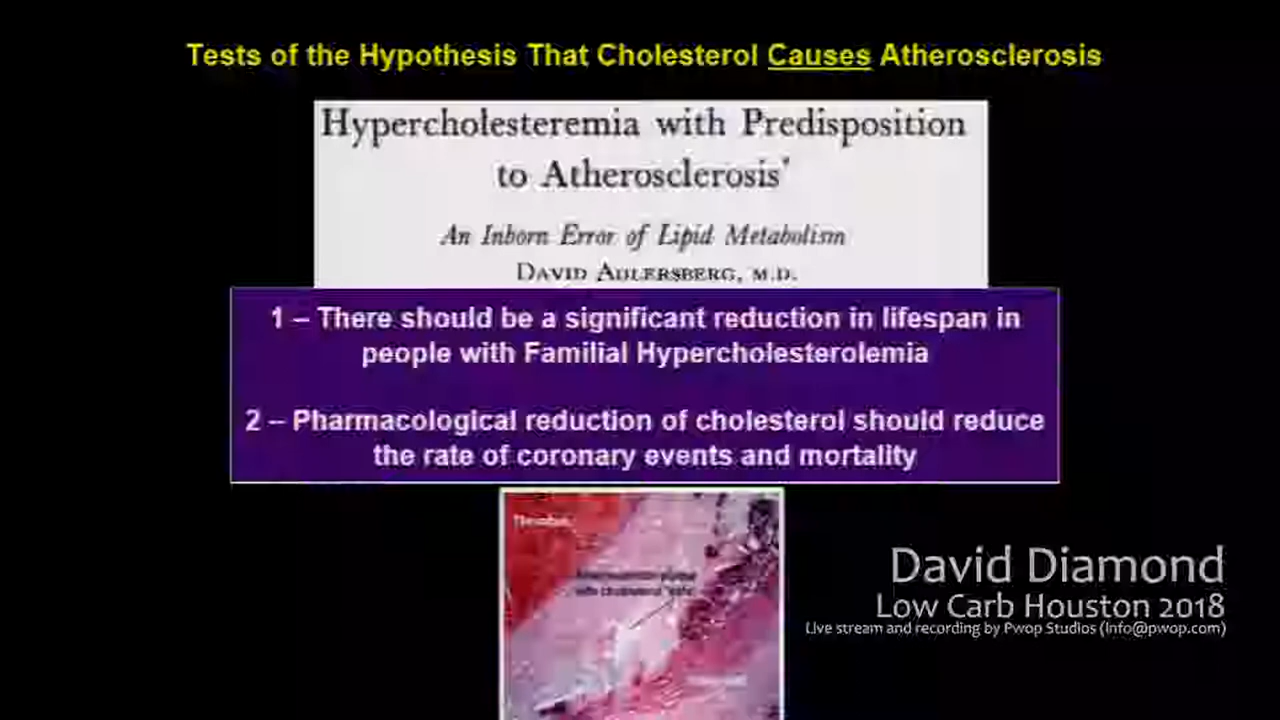 Tests of the Hypothesis That Cholesterol Causes Atherosclerosis
Hypercholesteremia with Predisposition
to Atherosclerosis*
An Inborn Error of Lipid Metabolism
DAVID ADLERSBERG, M.D.
1 – There should be a significant reduction in lifespan in
people with Familial Hypercholesterolemia
2 – Pharmacological reduction of cholesterol should reduce
the rate of coronary events and mortality
with cholesterol
David Diamond
Low Carb Houston 2018
Live stream and recording by Pwop Studios (Info@pwop.com)